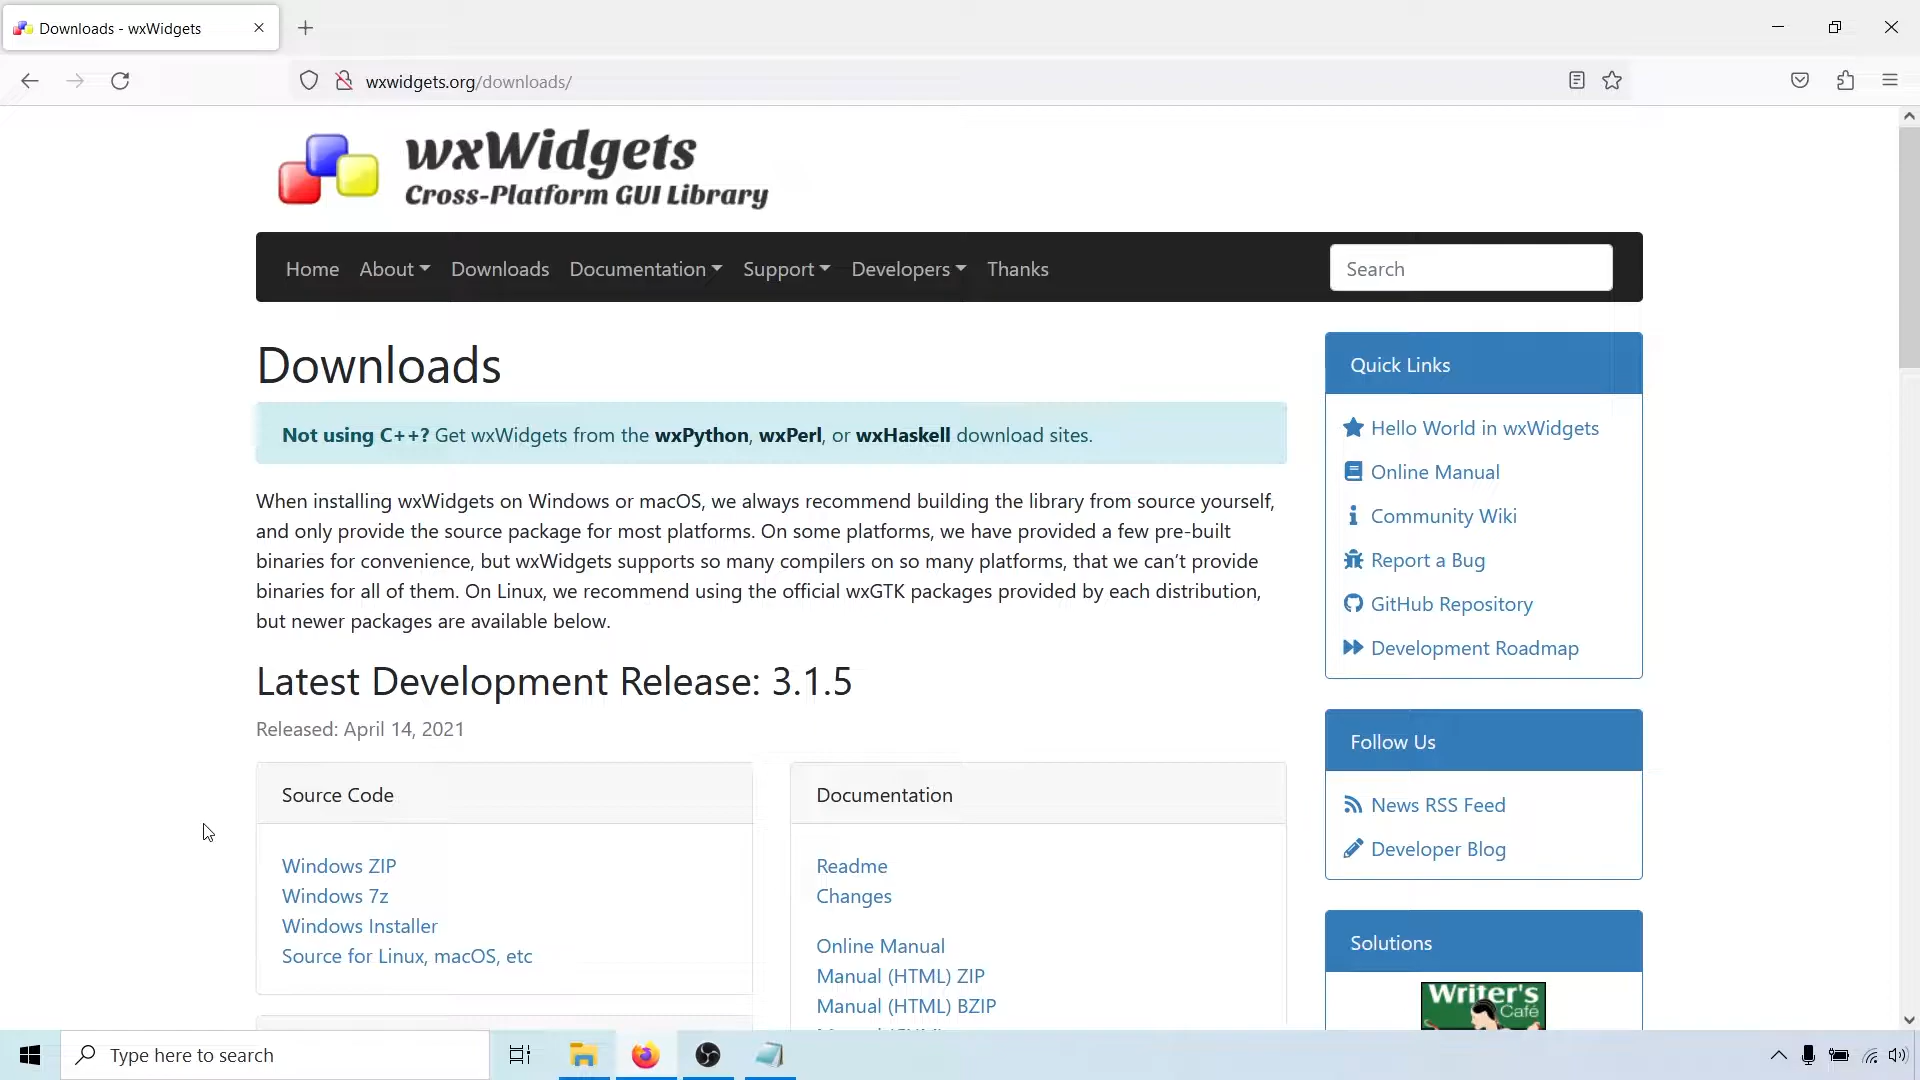 Downloads - wxWidgets
wxwidgets.org/downloads/
wxWidgets
Cross-Platform GUI Library
Home About Downloads Documentation Support Developers Thanks Search
Downloads
Not using C++? Get wxWidgets from the wxPython, wxPerl, or wxHaskell download sites.
When installing wxWidgets on Windows or macOS, we always recommend building the library from source yourself,
and only provide the source package for most platforms. On some platforms, we have provided a few pre-built
binaries for convenience, but wxWidgets supports so many compilers on so many platforms, that we can't provide
binaries for all of them. On Linux, we recommend using the official wxGTK packages provided by each distribution,
but newer packages are available below.
Latest Development Release: 3.1.5
Released: April 14, 2021
Source Code
Windows ZIP
Windows 7z
Windows Installer
Source for Linux, macOS, etc
Documentation
Readme
Changes
Online Manual
Manual (HTML) ZIP
Manual (HTML) BZIP
Quick Links
Hello World in wxWidgets
Online Manual
Community Wiki
Report a Bug
GitHub Repository
Development Roadmap
Follow Us
News RSS Feed
Developer Blog
Solutions
Writer's
Café
Type here to search